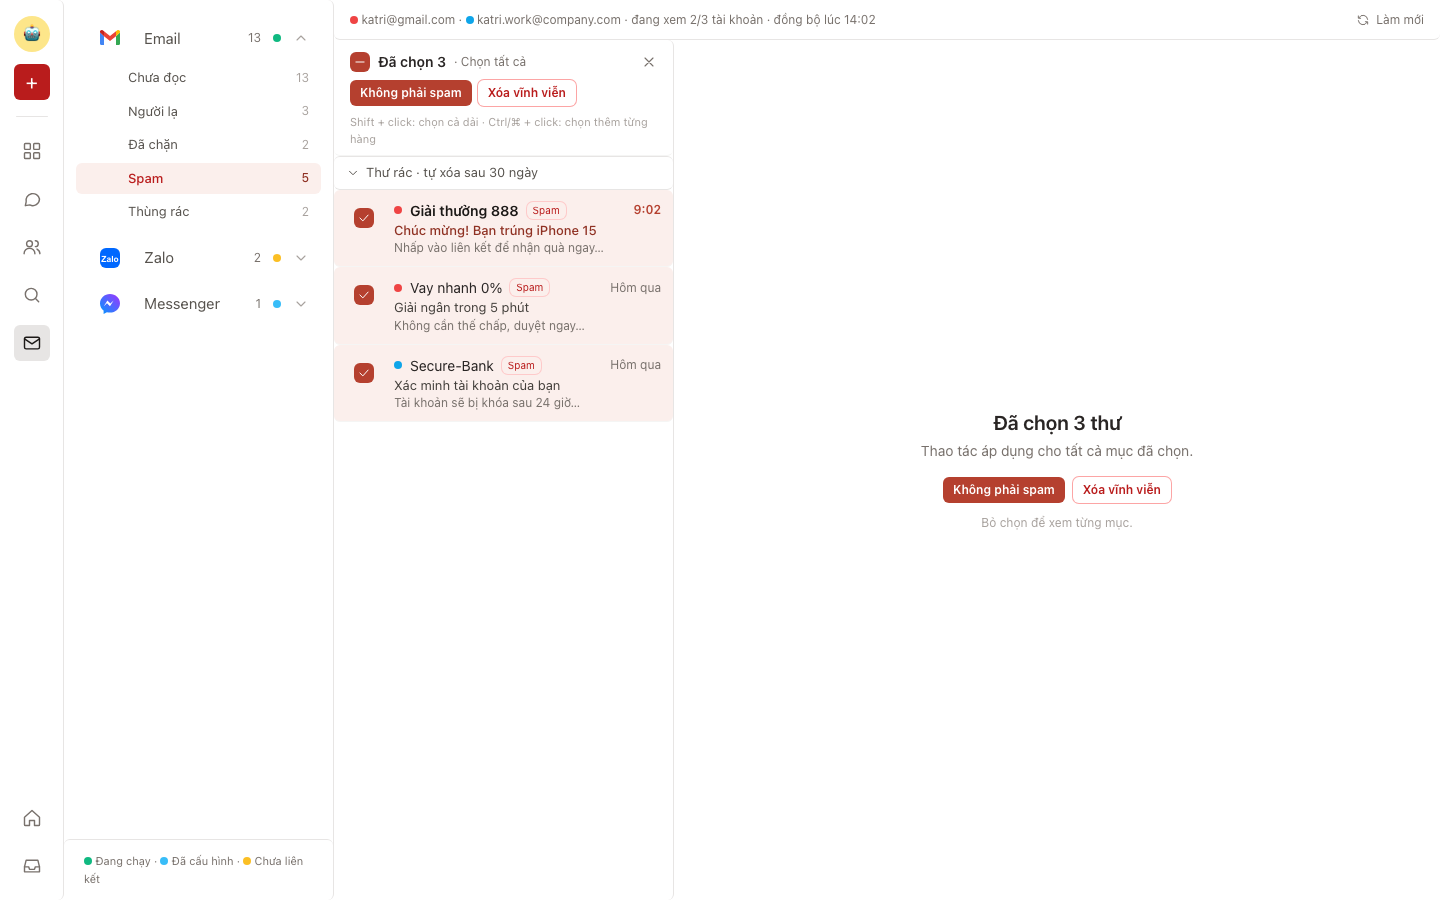 katri@gmail.com · katri.work@company.com · đang xem 2/3 tài khoản · đồng bộ lúc 14:02
Làm mới
Email 13
Chưa đọc 13
Người lạ 3
Đã chặn 2
Spam 5
Thùng rác 2
Zalo Zalo 2
Messenger 1
Đang chạy · Đã cấu hình · Chưa liên
kết
Đã chọn 3 · Chọn tất cả
Không phải spam Xóa vĩnh viễn
Shift + click: chọn cả dải · Ctrl/⌘ + click: chọn thêm từng
hàng
Thư rác · tự xóa sau 30 ngày
Giải thưởng 888 Spam 9:02
Chúc mừng! Bạn trúng iPhone 15
Nhấp vào liên kết để nhận quà ngay...
Vay nhanh 0% Spam Hôm qua
Giải ngân trong 5 phút
Không cần thế chấp, duyệt ngay...
Secure-Bank Spam Hôm qua
Xác minh tài khoản của bạn
Tài khoản sẽ bị khóa sau 24 giờ...
Đã chọn 3 thư
Thao tác áp dụng cho tất cả mục đã chọn.
Không phải spam Xóa vĩnh viễn
Bỏ chọn để xem từng mục.